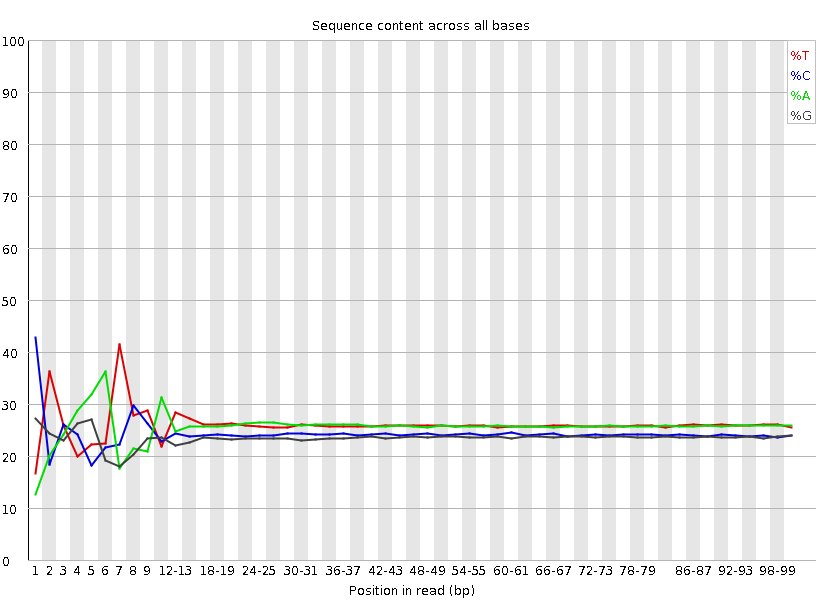 Sequence content across all bases
100
90
80
70
60
50
40
30
20
10
0
%T
%C
%A
%G
1 2 3 4 5 6 7 8 9 12-13 18-19 24-25 30-31 36-37 42-43 48-49 54-55 60-61 66-67 72-73 78-79 86-87 92-93 98-99
Position in read (bp)